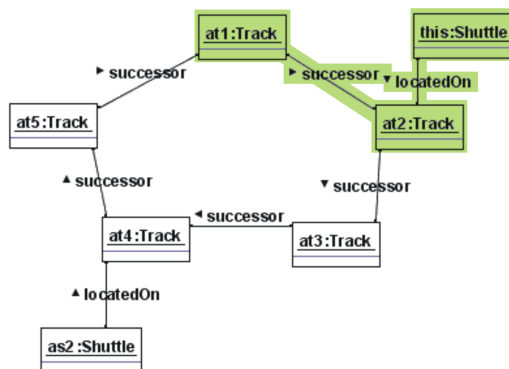 at1:Track
this:Shuttle
► successor
► successor
▼ locatedOn
at5:Track
at2:Track
▲ successor
▼ successor
◄ successor
at4:Track
at3:Track
▲ locatedOn
as2:Shuttle